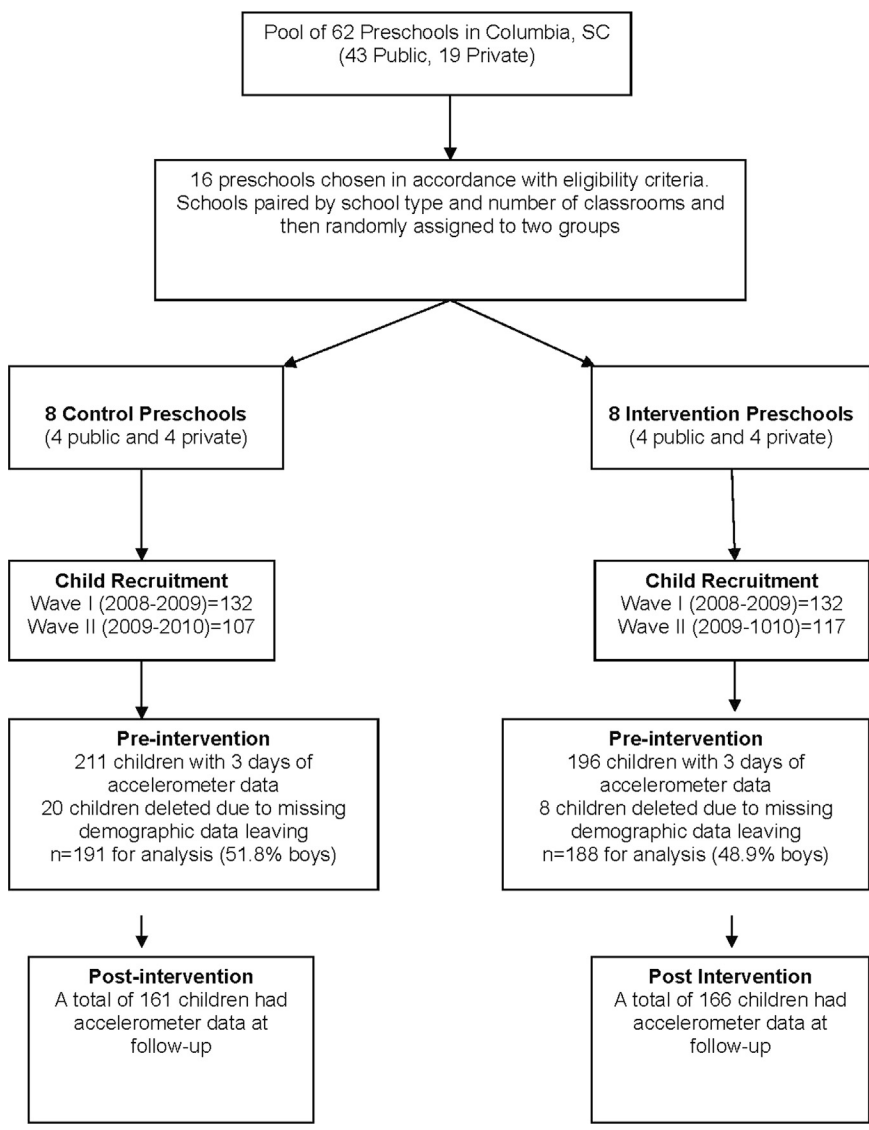 Pool of 62 Preschools in Columbia, SC
(43 Public, 19 Private)
16 preschools chosen in accordance with eligibility criteria.
Schools paired by school type and number of classrooms and
then randomly assigned to two groups
8 Control Preschools
(4 public and 4 private)
8 Intervention Preschools
(4 public and 4 private)
Child Recruitment
Wave I (2008-2009)=132
Wave II (2009-2010)=107
Child Recruitment
Wave I (2008-2009)=132
Wave II (2009-1010)=117
Pre-intervention
211 children with 3 days of
accelerometer data
20 children deleted due to missing
demographic data leaving
n=191 for analysis (51.8% boys)
Pre-intervention
196 children with 3 days of
accelerometer data
8 children deleted due to missing
demographic data leaving
n=188 for analysis (48.9% boys)
Post-intervention
A total of 161 children had
accelerometer data at
follow-up
Post Intervention
A total of 166 children had
accelerometer data at
follow-up